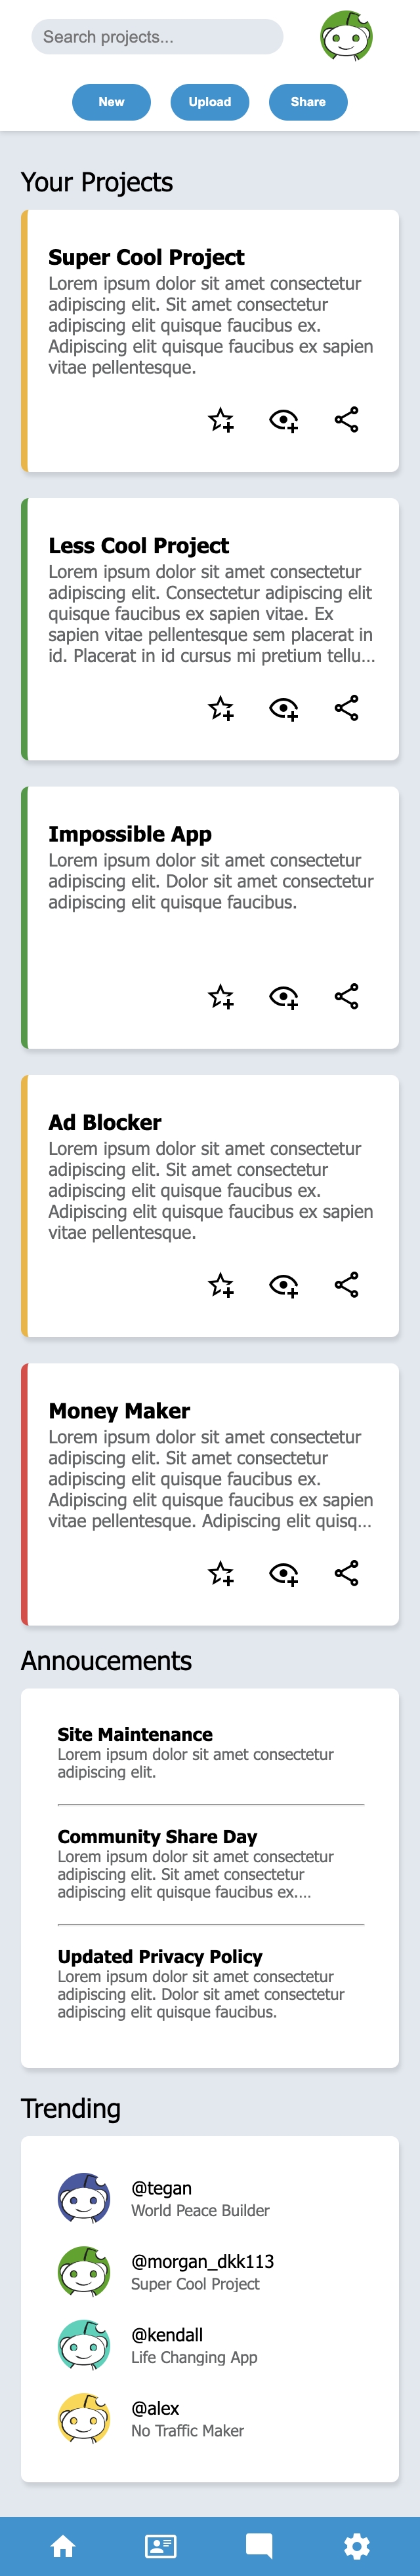 Search projects...
New
Upload
Share
Your Projects
Super Cool Project
Lorem ipsum dolor sit amet consectetur
adipiscing elit. Sit amet consectetur
adipiscing elit quisque faucibus ex.
Adipiscing elit quisque faucibus ex sapien
vitae pellentesque.
Less Cool Project
Lorem ipsum dolor sit amet consectetur
adipiscing elit. Consectetur adipiscing elit
quisque faucibus ex sapien vitae. Ex
sapien vitae pellentesque sem placerat in
id. Placerat in id cursus mi pretium tellu...
Impossible App
Lorem ipsum dolor sit amet consectetur
adipiscing elit. Dolor sit amet consectetur
adipiscing elit quisque faucibus.
Ad Blocker
Lorem ipsum dolor sit amet consectetur
adipiscing elit. Sit amet consectetur
adipiscing elit quisque faucibus ex.
Adipiscing elit quisque faucibus ex sapien
vitae pellentesque.
Money Maker
Lorem ipsum dolor sit amet consectetur
adipiscing elit. Sit amet consectetur
adipiscing elit quisque faucibus ex.
Adipiscing elit quisque faucibus ex sapien
vitae pellentesque. Adipiscing elit quisq...
Annoucements
Site Maintenance
Lorem ipsum dolor sit amet consectetur
adipiscing elit.
Community Share Day
Lorem ipsum dolor sit amet consectetur
adipiscing elit. Sit amet consectetur
adipiscing elit quisque faucibus ex....
Updated Privacy Policy
Lorem ipsum dolor sit amet consectetur
adipiscing elit. Dolor sit amet consectetur
adipiscing elit quisque faucibus.
Trending
@tegan
World Peace Builder
@morgan_dkk113
Super Cool Project
@kendall
Life Changing App
@alex
No Traffic Maker